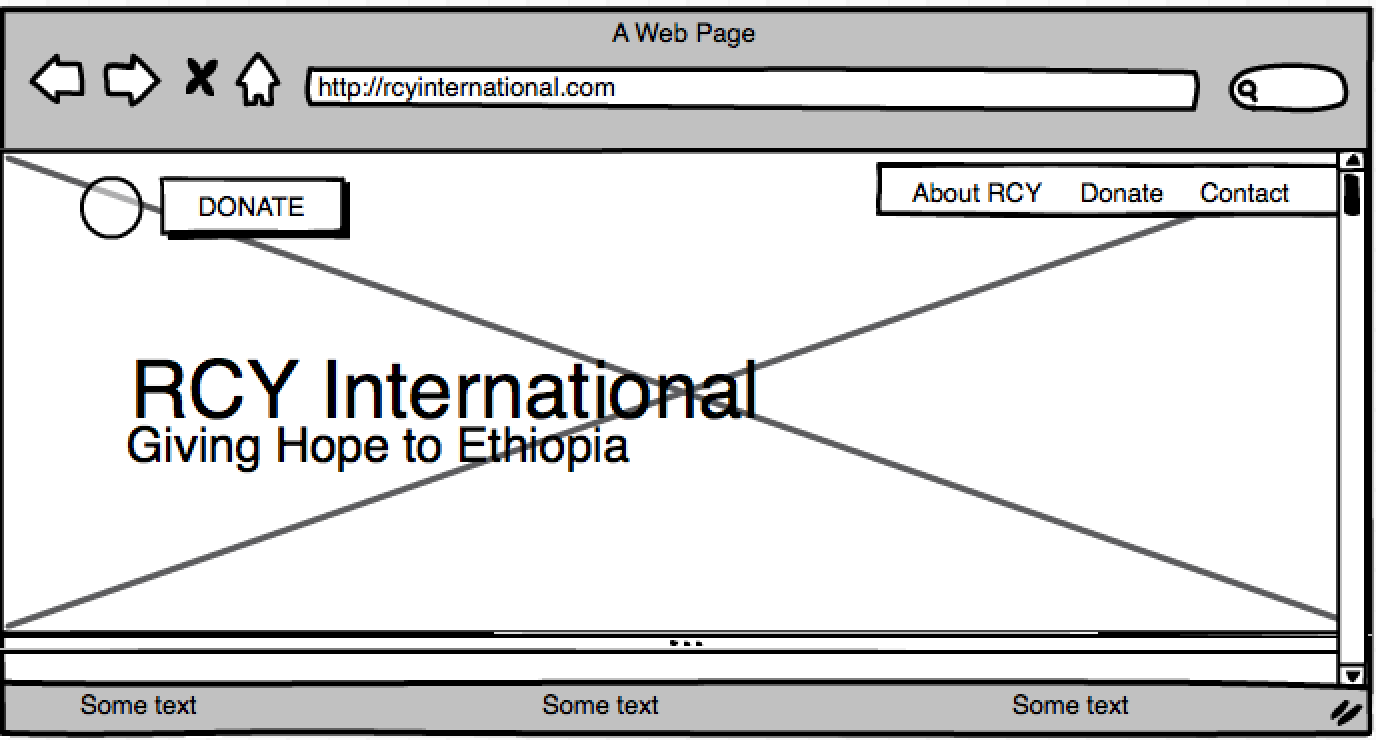 A Web Page
http://rcyinternational.com
DONATE
About RCY Donate Contact
RCY International
Giving Hope to Ethiopia
Some text Some text Some text